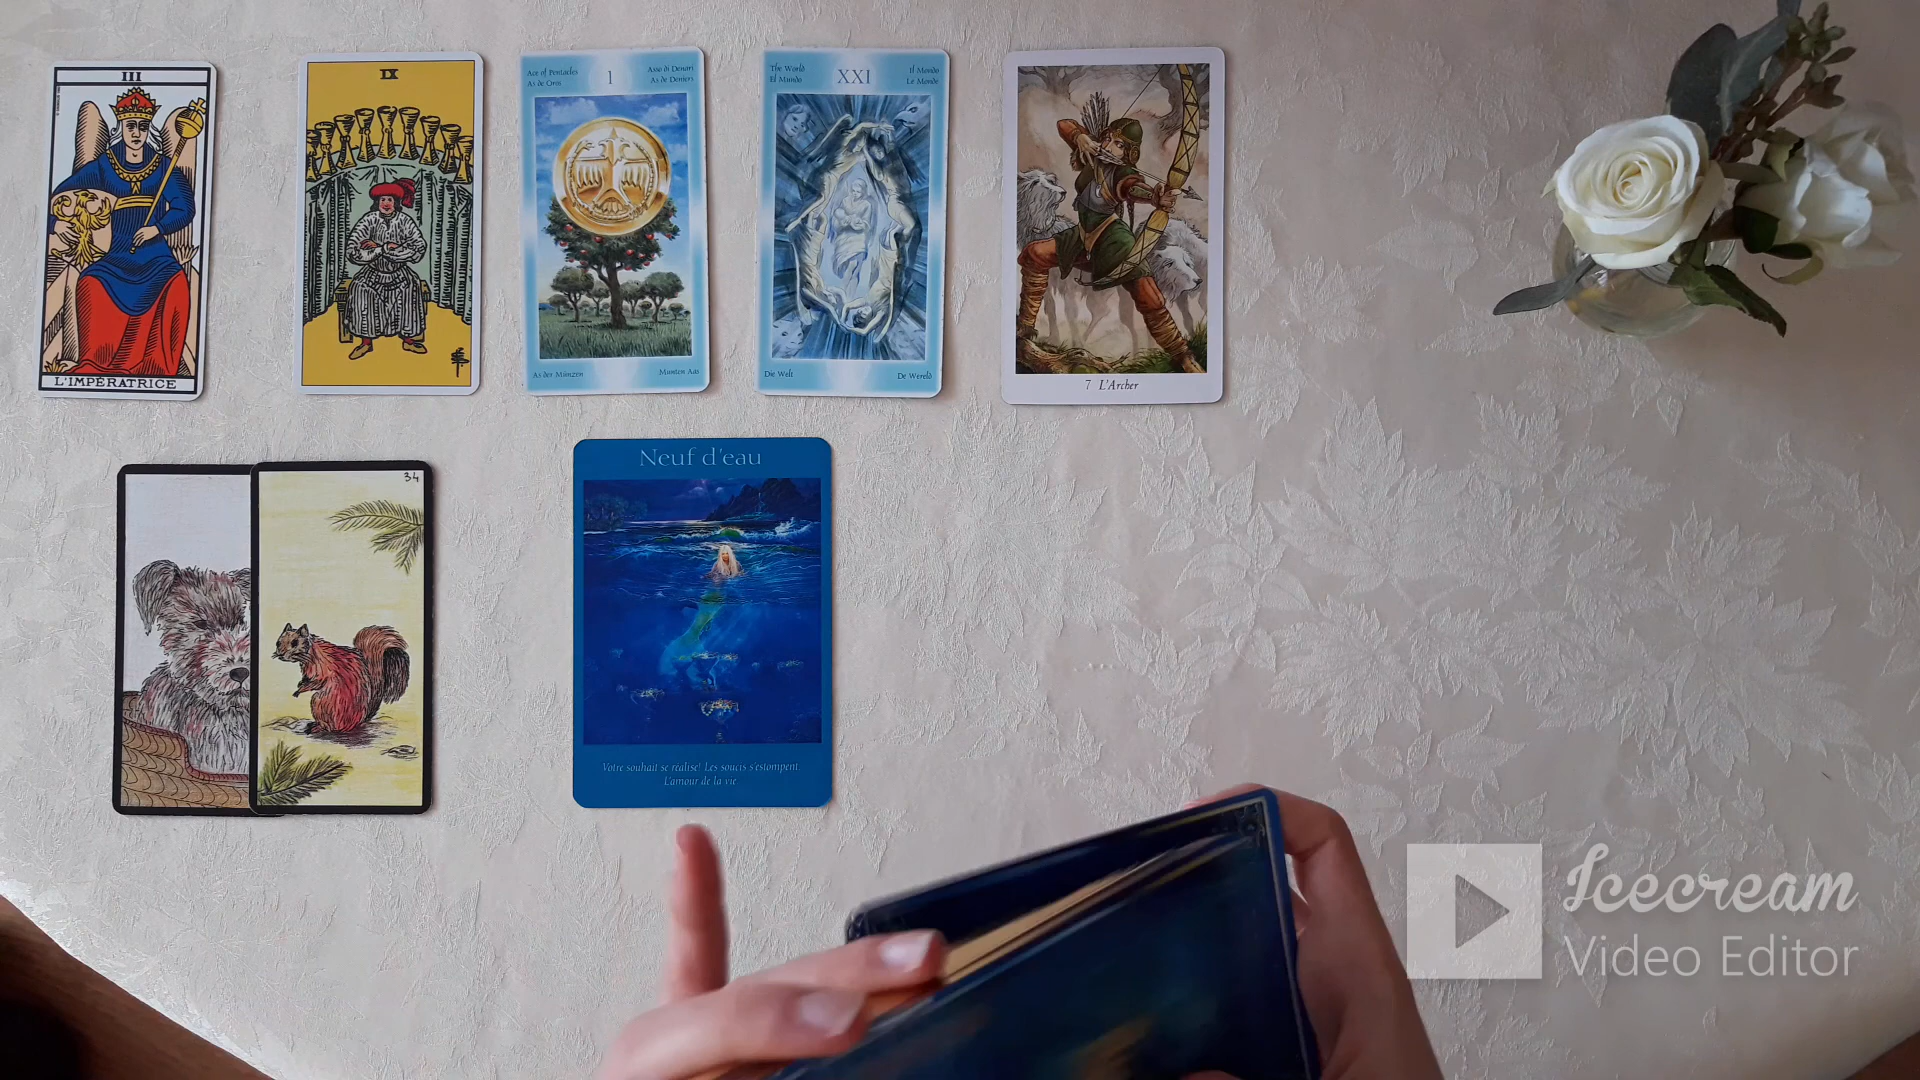 III
L'IMPÉRATRICE
IX
Ace of Pentacles
As de Oros
1
Asso di Denari
As de Deniers
As der Münzen
Munten Aas
The World
El Mundo
XXI
Il Mondo
Le Monde
Die Welt
De Wereld
7 L'Archer
34
Neuf d'eau
Votre souhait se réalise! Les soucis s'estompent.
L'amour de la vie
Icecream
Video Editor